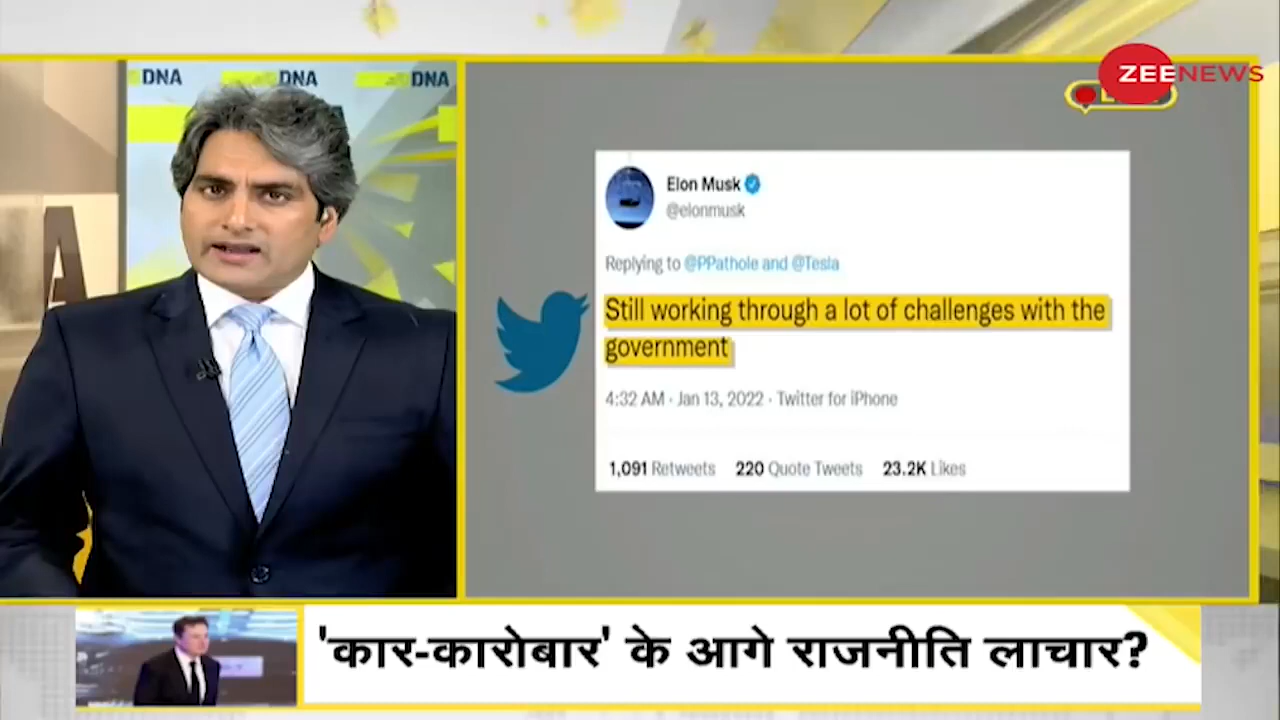 DNA
DNA
DNA
A
ZEENEWS
Elon Musk
@elonmusk
Replying to @PPathole and @Tesla
Still working through a lot of challenges with the
government
4:32 AM · Jan 13, 2022 · Twitter for iPhone
1,091 Retweets 220 Quote Tweets 23.2K Likes
'कार-कारोबार' के आगे राजनीति लाचार?